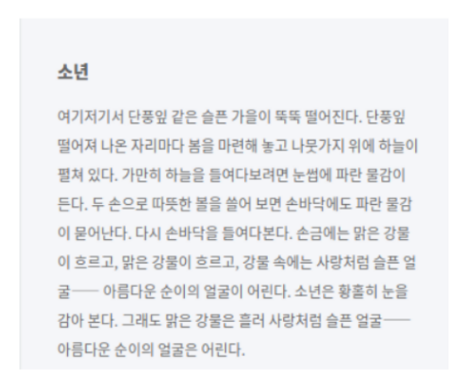 소년
여기저기서 단풍잎 같은 슬픈 가을이 뚝뚝 떨어진다. 단풍잎
떨어져 나온 자리마다 봄을 마련해 놓고 나뭇가지 위에 하늘이
펼쳐 있다. 가만히 하늘을 들여다보려면 눈썹에 파란 물감이
든다. 두 손으로 따뜻한 볼을 쓸어 보면 손바닥에도 파란 물감
이 묻어난다. 다시 손바닥을 들여다본다. 손금에는 맑은 강물
이 흐르고, 맑은 강물이 흐르고, 강물 속에는 사랑처럼 슬픈 얼
굴── 아름다운 순이의 얼굴이 어린다. 소년은 황홀히 눈을
감아 본다. 그래도 맑은 강물은 흘러 사랑처럼 슬픈 얼굴──
아름다운 순이의 얼굴은 어린다.